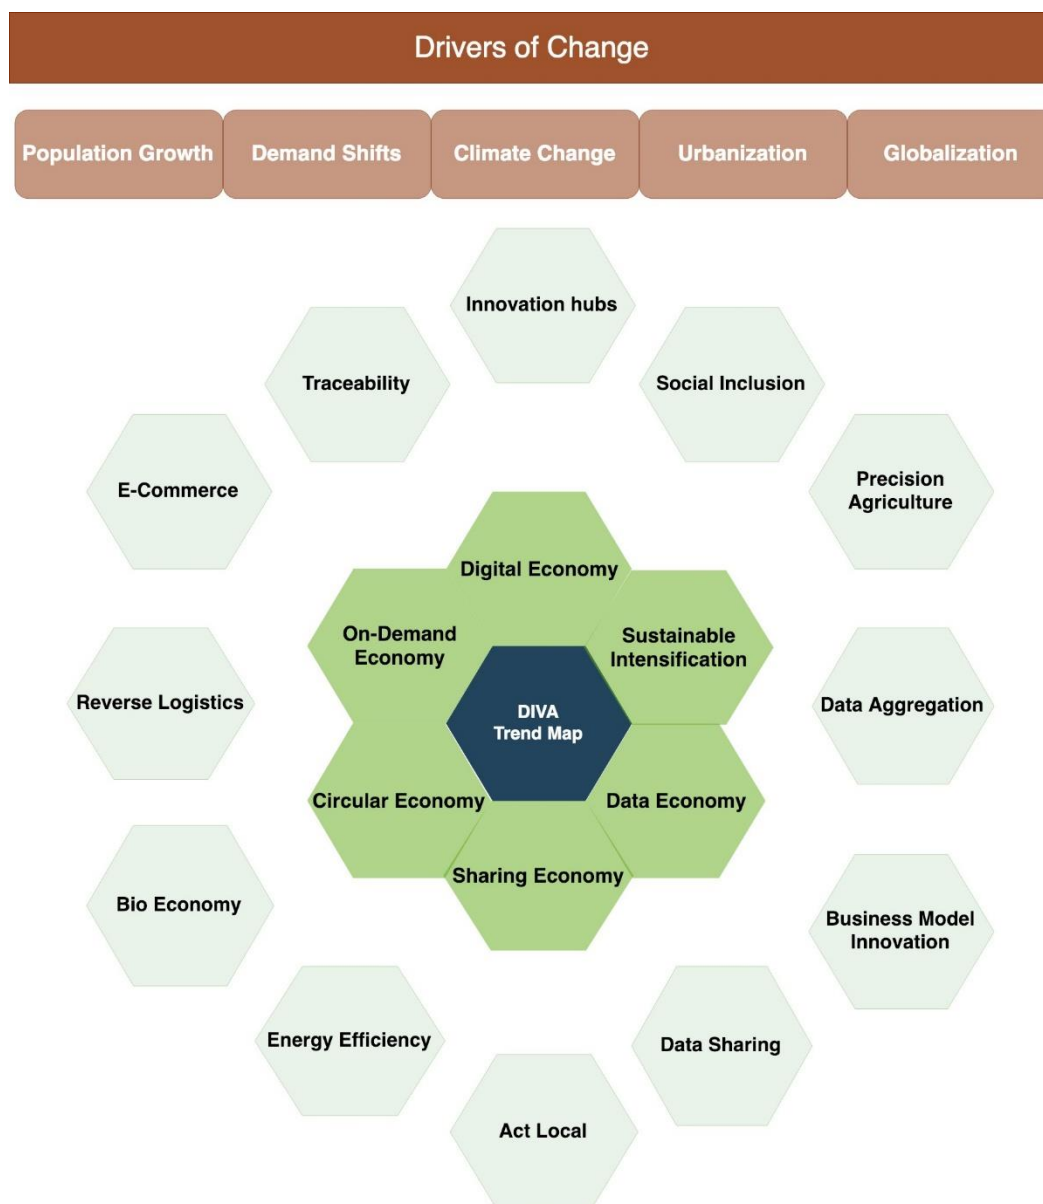 Drivers of Change
Population Growth
Demand Shifts
Climate Change
Urbanization
Globalization
Innovation hubs
Traceability
Social Inclusion
E-Commerce
Precision
Agriculture
Digital Economy
On-Demand
Economy
Sustainable
Intensification
Reverse Logistics
DIVA
Trend Map
Data Aggregation
Circular Economy
Data Economy
Sharing Economy
Bio Economy
Business Model
Innovation
Energy Efficiency
Data Sharing
Act Local